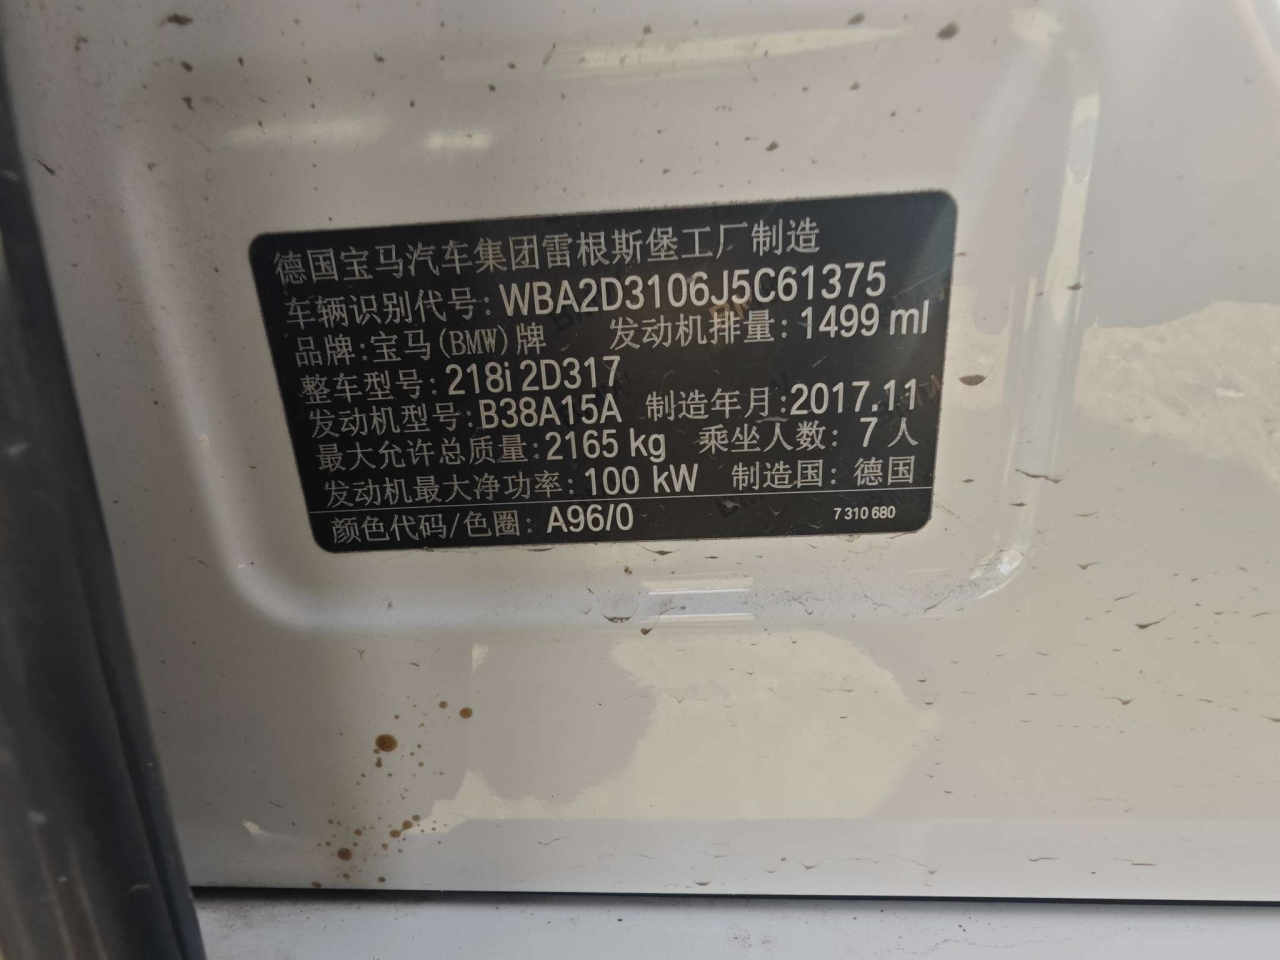 德国宝马汽车集团雷根斯堡工厂制造
车辆识别代号: WBA2D3106J5C61375
品牌:宝马(BMW)牌 发动机排量: 1499 ml
整车型号: 218i 2D317
发动机型号: B38A15A 制造年月:2017.11
最大允许总质量:2165 kg 乘坐人数: 7人
发动机最大净功率: 100 kW 制造国: 德国
颜色代码/色圈: A96/0 7 310 680